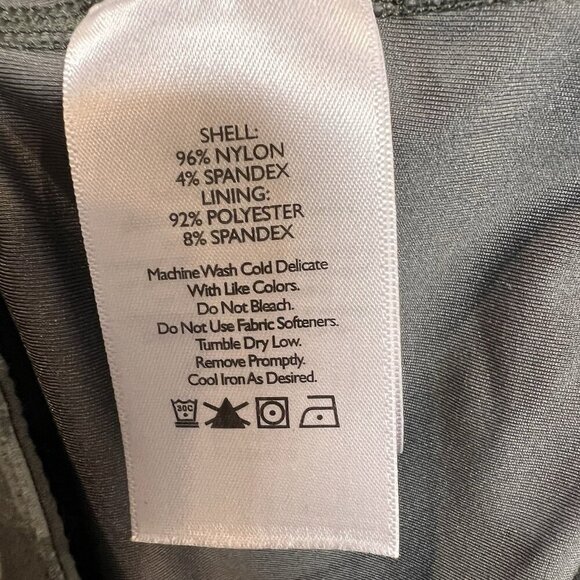 SHELL:
96% NYLON
4% SPANDEX
LINING:
92% POLYESTER
8% SPANDEX
Machine Wash Cold Delicate
With Like Colors.
Do Not Bleach.
Do Not Use Fabric Softeners.
Tumble Dry Low.
Remove Promptly.
Cool Iron As Desired.
30C